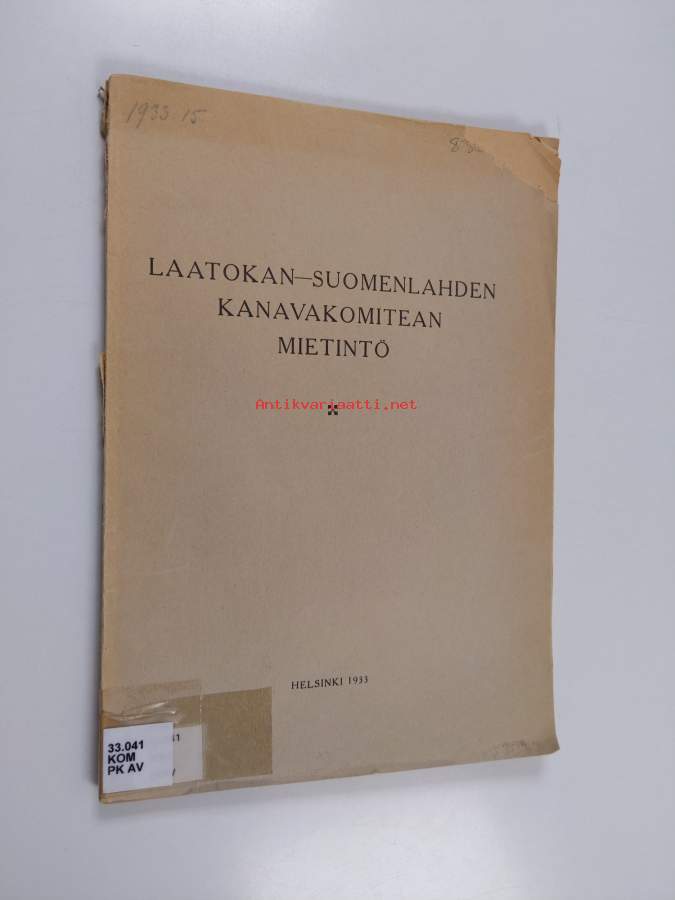 1933:15
LAATOKAN—SUOMENLAHDEN
KANAVAKOMITEAN
MIETINTÖ
Antikvariaatti.net
HELSINKI 1933
33.041
KOM
PK AV